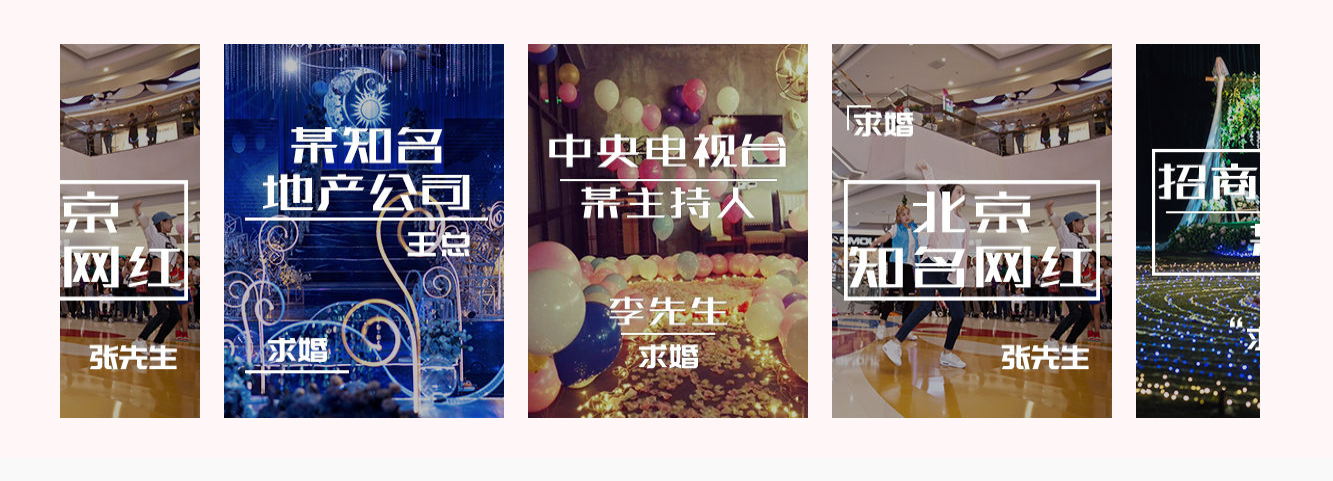 京
网红
张先生
某知名
地产公司
王总
求婚
中央电视台
某主持人
李先生
求婚
求婚
北京
知名网红
张先生
招商
“求